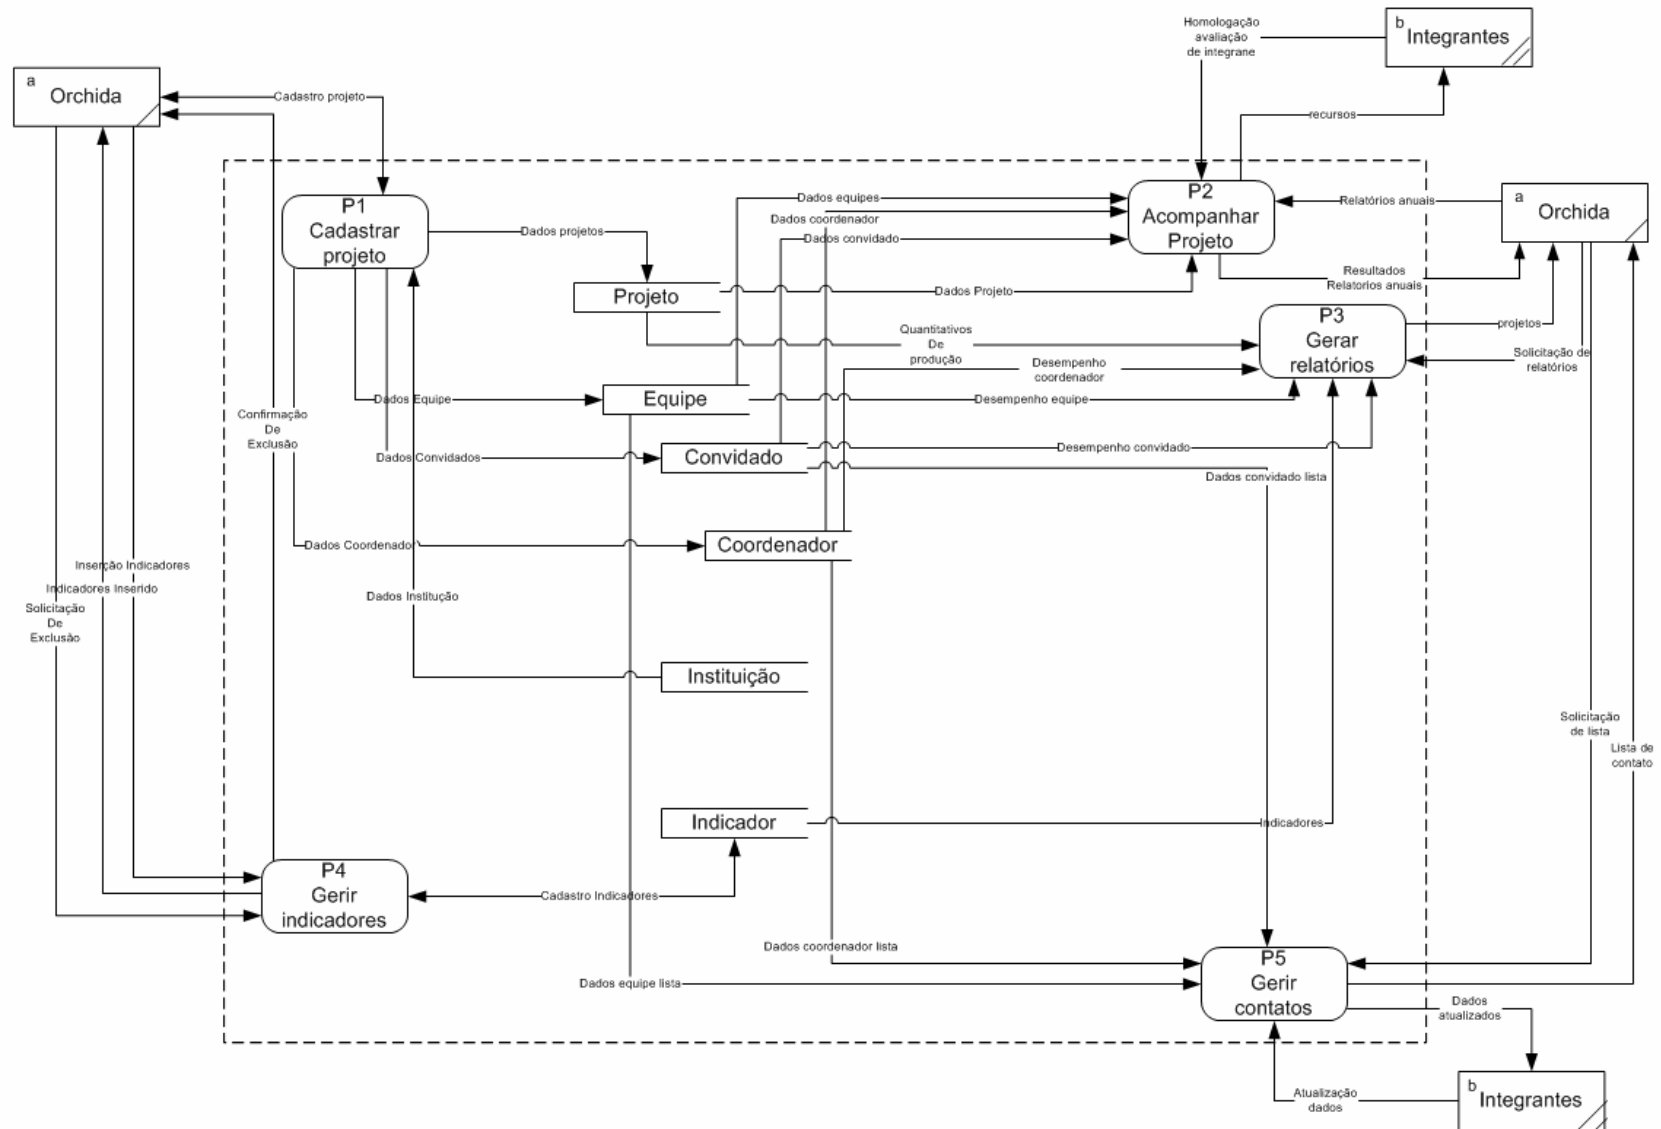 Homologação
avaliação
de integrane
b
Integrantes
a
Orchida
Cadastro projeto
recursos
P1
Cadastrar
projeto
Dados projetos
Dados equipes
Dados coordenador
Dados convidado
P2
Acompanhar
Projeto
Relatórios anuais
a
Orchida
Resultados
Relatorios anuais
Projeto
Dados Projeto
Quantitativos
De
produção
P3
Gerar
relatórios
projetos
Solicitação de
relatórios
Desempenho
coordenador
Dados Equipe
Equipe
Desempenho equipe
Confirmação
De
Exclusão
Dados Convidados
Convidado
Desempenho convidado
Dados convidado lista
Dados Coordenador
Coordenador
Inserção Indicadores
Indicadores Inserido
Solicitação
De
Exclusão
Dados Institução
Instituição
Solicitação
de lista
Lista de
contato
Indicador
Indicadores
P4
Gerir
indicadores
Cadastro Indicadores
Dados coordenador lista
Dados equipe lista
P5
Gerir
contatos
Dados
atualizados
Atualização
dados
b
Integrantes